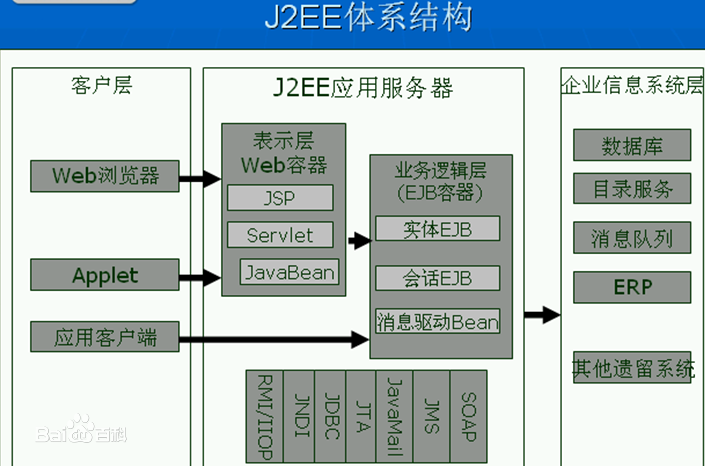 J2EE体系结构
客户层
Web浏览器
Applet
应用客户端
J2EE应用服务器
表示层
Web容器
JSP
Servlet
JavaBean
业务逻辑层
(EJB容器)
实体EJB
会话EJB
消息驱动Bean
RMI/IIOP
JNDI
JDBC
JTA
JavaMail
JMS
SOAP
企业信息系统层
数据库
目录服务
消息队列
ERP
其他遗留系统
Baidu百科